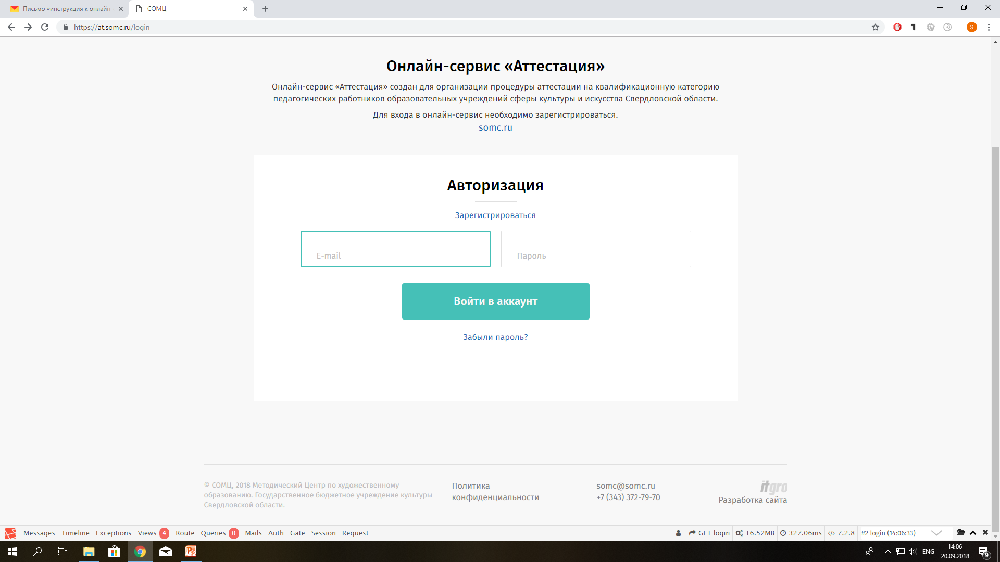 Письмо «инструкция к онлайн-
СОМЦ
https://at.somc.ru/login
Э
Онлайн-сервис «Аттестация»
Онлайн-сервис «Аттестация» создан для организации процедуры аттестации на квалификационную категорию
педагогических работников образовательных учреждений сферы культуры и искусства Свердловской области.
Для входа в онлайн-сервис необходимо зарегистрироваться.
somc.ru
Авторизация
Зарегистрироваться
E-mail
Пароль
Войти в аккаунт
Забыли пароль?
© СОМЦ, 2018 Методический Центр по художественному
образованию. Государственное бюджетное учреждение культуры
Свердловской области.
Политика
конфиденциальности
somc@somc.ru
+7 (343) 372-79-70
itgro
Разработка сайта
Messages Timeline Exceptions Views 4 Route Queries 0 Mails Auth Gate Session Request
GET login 16.52MB 327.06ms 7.2.8 #2 login (14:06:33)
ENG
14:06
20.09.2018
9